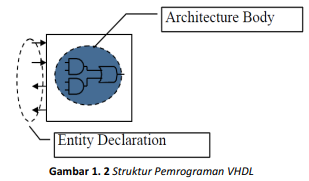 Architecture Body
Entity Declaration
Gambar 1. 2 Struktur Pemrograman VHDL